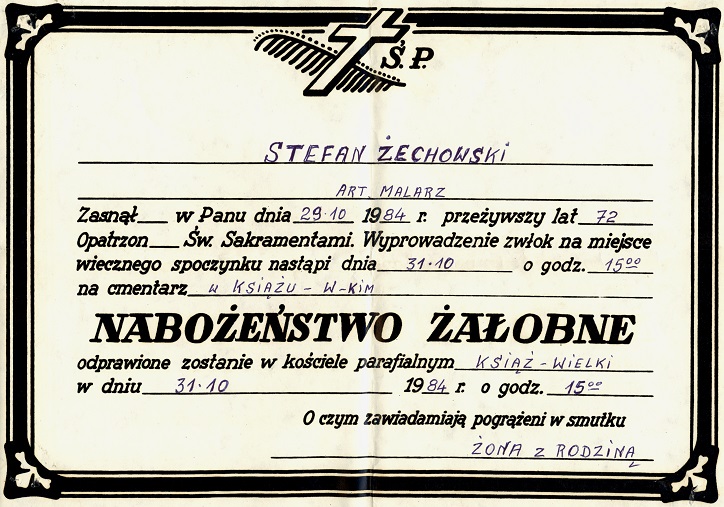 Ś. P.
STEFAN ŻECHOWSKI
ART. MALARZ
Zasnął___ w Panu dnia 29·10 1984 r. przeżywszy lat 72
Opatrzon___ Św. Sakramentami. Wyprowadzenie zwłok na miejsce
wiecznego spoczynku nastąpi dnia 31·10 o godz. 15⁰⁰
na cmentarz w KSIĄŻU - W-KIM
NABOŻEŃSTWO ŻAŁOBNE
odprawione zostanie w kościele parafialnym KSIĄŻ - WIELKI
w dniu 31·10 1984 r. o godz. 15⁰⁰
O czym zawiadamiają pogrążeni w smutku
ŻONA z RODZINĄ